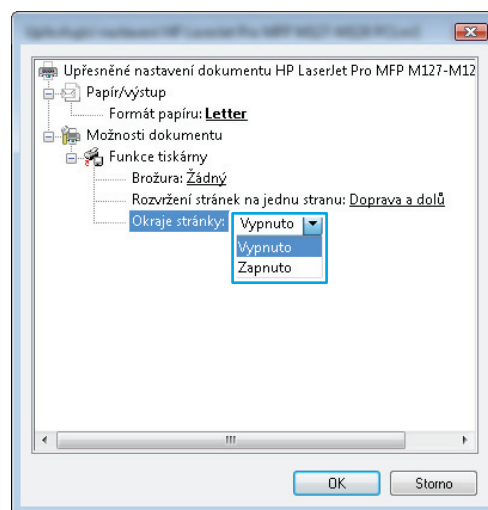 Upřesněné nastavení dokumentu HP LaserJet Pro MFP M127-M12
Papír/výstup
Formát papíru: Letter
Možnosti dokumentu
Funkce tiskárny
Brožura: Žádný
Rozvržení stránek na jednu stranu: Doprava a dolů
Okraje stránky: Vypnuto
Vypnuto
Zapnuto
OK Storno